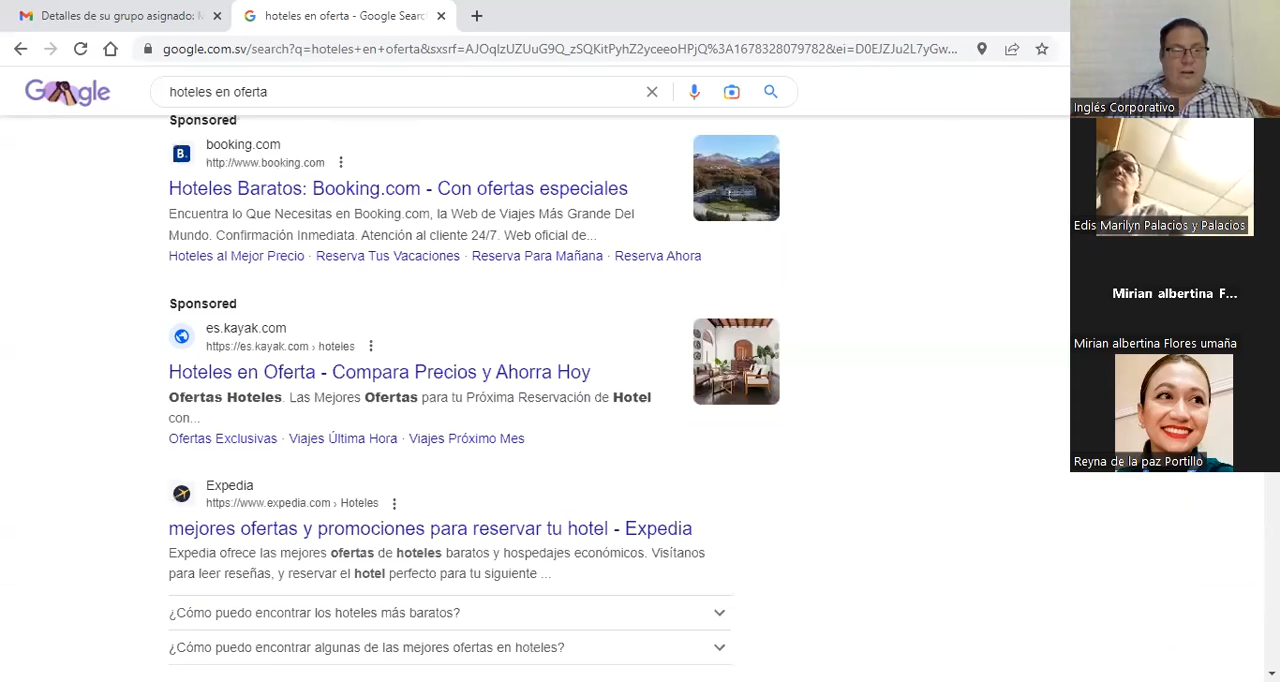 Detalles de su grupo asignado:
hoteles en oferta - Google Searc
google.com.sv/search?q=hoteles+en+oferta&sxsrf=AJOqlzUZUuG9Q_zSQKitPyhZ2yceeoHPjQ%3A1678328079782&ei=D0EJZJu2L7yGw...
Google
hoteles en oferta
Sponsored
B.
booking.com
http://www.booking.com
Hoteles Baratos: Booking.com - Con ofertas especiales
Encuentra lo Que Necesitas en Booking.com, la Web de Viajes Más Grande Del
Mundo. Confirmación Inmediata. Atención al cliente 24/7. Web oficial de...
Hoteles al Mejor Precio · Reserva Tus Vacaciones · Reserva Para Mañana · Reserva Ahora
Sponsored
es.kayak.com
https://es.kayak.com › hoteles
Hoteles en Oferta - Compara Precios y Ahorra Hoy
Ofertas Hoteles. Las Mejores Ofertas para tu Próxima Reservación de Hotel
con...
Ofertas Exclusivas · Viajes Última Hora · Viajes Próximo Mes
Expedia
https://www.expedia.com › Hoteles
mejores ofertas y promociones para reservar tu hotel - Expedia
Expedia ofrece las mejores ofertas de hoteles baratos y hospedajes económicos. Visítanos
para leer reseñas, y reservar el hotel perfecto para tu siguiente ...
¿Cómo puedo encontrar los hoteles más baratos?
¿Cómo puedo encontrar algunas de las mejores ofertas en hoteles?
Inglés Corporativo
Edis Marilyn Palacios y Palacios
Mirian albertina F...
Mirian albertina Flores umaña
Reyna de la paz Portillo